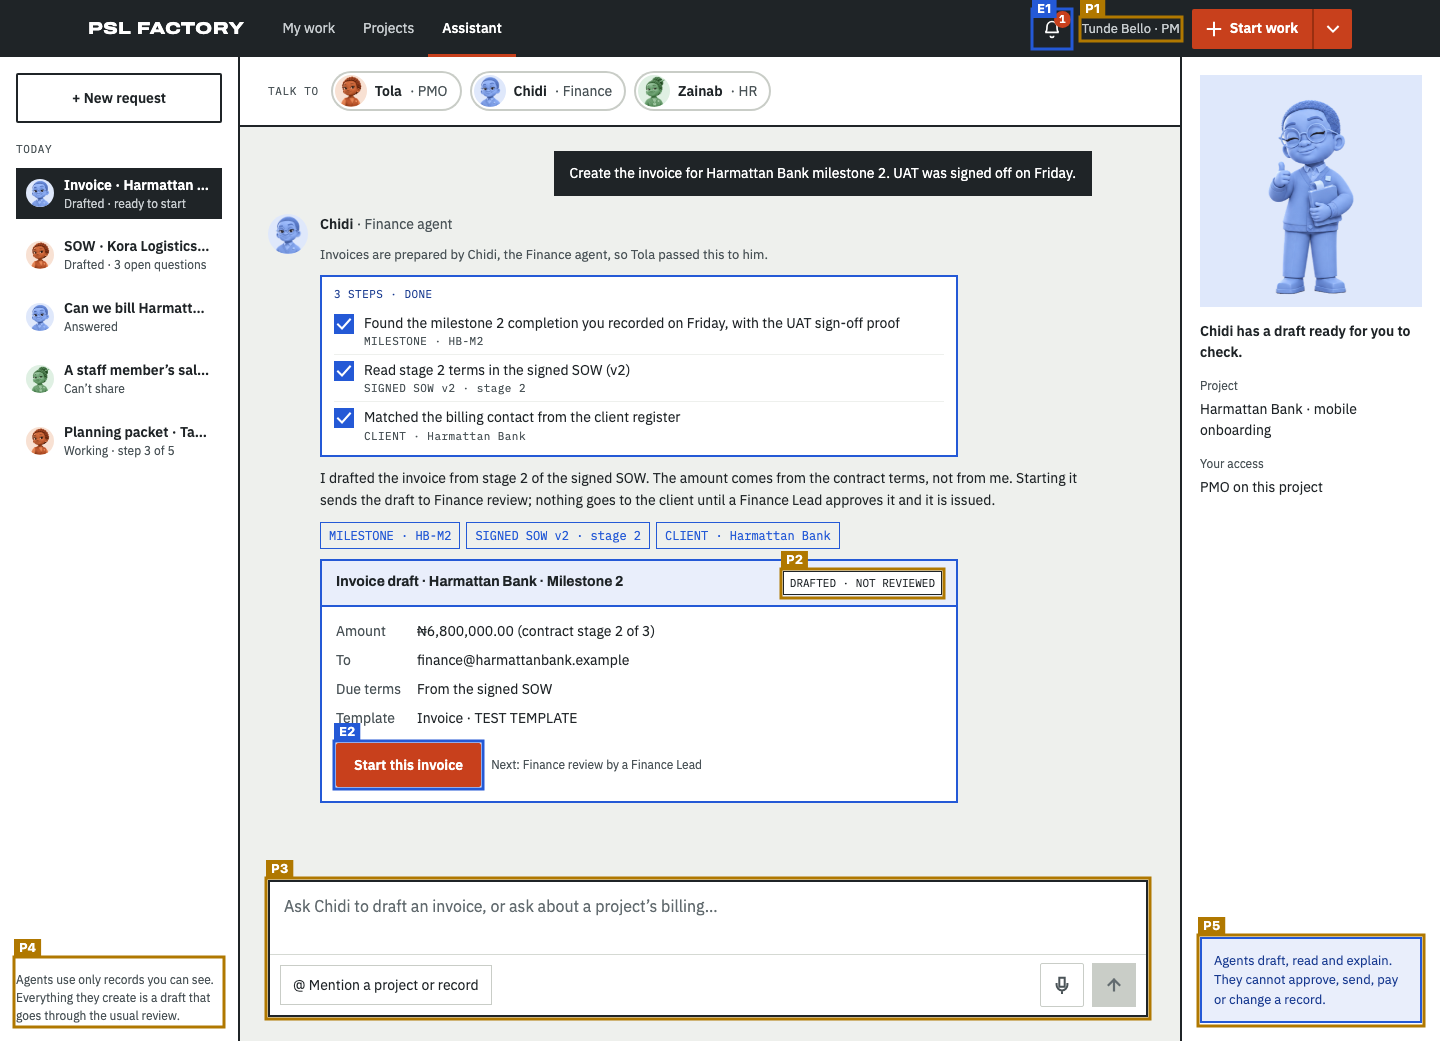 PSL FACTORY
My work
Projects
Assistant
E1
1
P1
Tunde Bello · PM
Start work
+ New request
TODAY
Invoice · Harmattan ...
Drafted · ready to start
SOW · Kora Logistics...
Drafted · 3 open questions
Can we bill Harmatt...
Answered
A staff member’s sal...
Can’t share
Planning packet · Ta...
Working · step 3 of 5
P4
Agents use only records you can see.
Everything they create is a draft that
goes through the usual review.
TALK TO
Tola · PMO
Chidi · Finance
Zainab · HR
Create the invoice for Harmattan Bank milestone 2. UAT was signed off on Friday.
Chidi · Finance agent
Invoices are prepared by Chidi, the Finance agent, so Tola passed this to him.
3 STEPS · DONE
Found the milestone 2 completion you recorded on Friday, with the UAT sign-off proof
MILESTONE · HB-M2
Read stage 2 terms in the signed SOW (v2)
SIGNED SOW v2 · stage 2
Matched the billing contact from the client register
CLIENT · Harmattan Bank
I drafted the invoice from stage 2 of the signed SOW. The amount comes from the contract terms, not from me. Starting it
sends the draft to Finance review; nothing goes to the client until a Finance Lead approves it and it is issued.
MILESTONE · HB-M2
SIGNED SOW v2 · stage 2
CLIENT · Harmattan Bank
P2
Invoice draft · Harmattan Bank · Milestone 2
DRAFTED · NOT REVIEWED
Amount ₦6,800,000.00 (contract stage 2 of 3)
To finance@harmattanbank.example
Due terms From the signed SOW
Template Invoice · TEST TEMPLATE
E2
Start this invoice
Next: Finance review by a Finance Lead
P3
Ask Chidi to draft an invoice, or ask about a project’s billing...
@ Mention a project or record
Chidi has a draft ready for you to
check.
Project
Harmattan Bank · mobile
onboarding
Your access
PMO on this project
P5
Agents draft, read and explain.
They cannot approve, send, pay
or change a record.